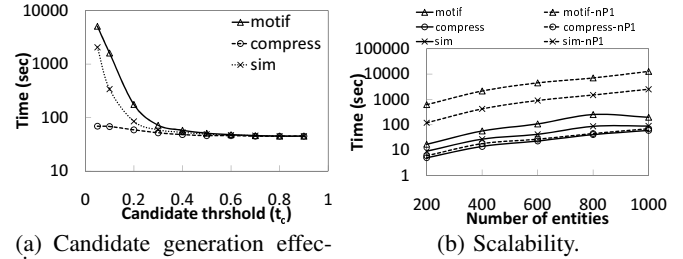 10000
1000
100
10
Time (sec)
motif
compress
sim
0 0.2 0.4 0.6 0.8 1
Candidate thrshold (tc)
(a) Candidate generation effec-
motif motif-nP1
compress compress-nP1
sim sim-nP1
100000
10000
1000
100
10
1
Time (sec)
200 400 600 800 1000
Number of entities
(b) Scalability.